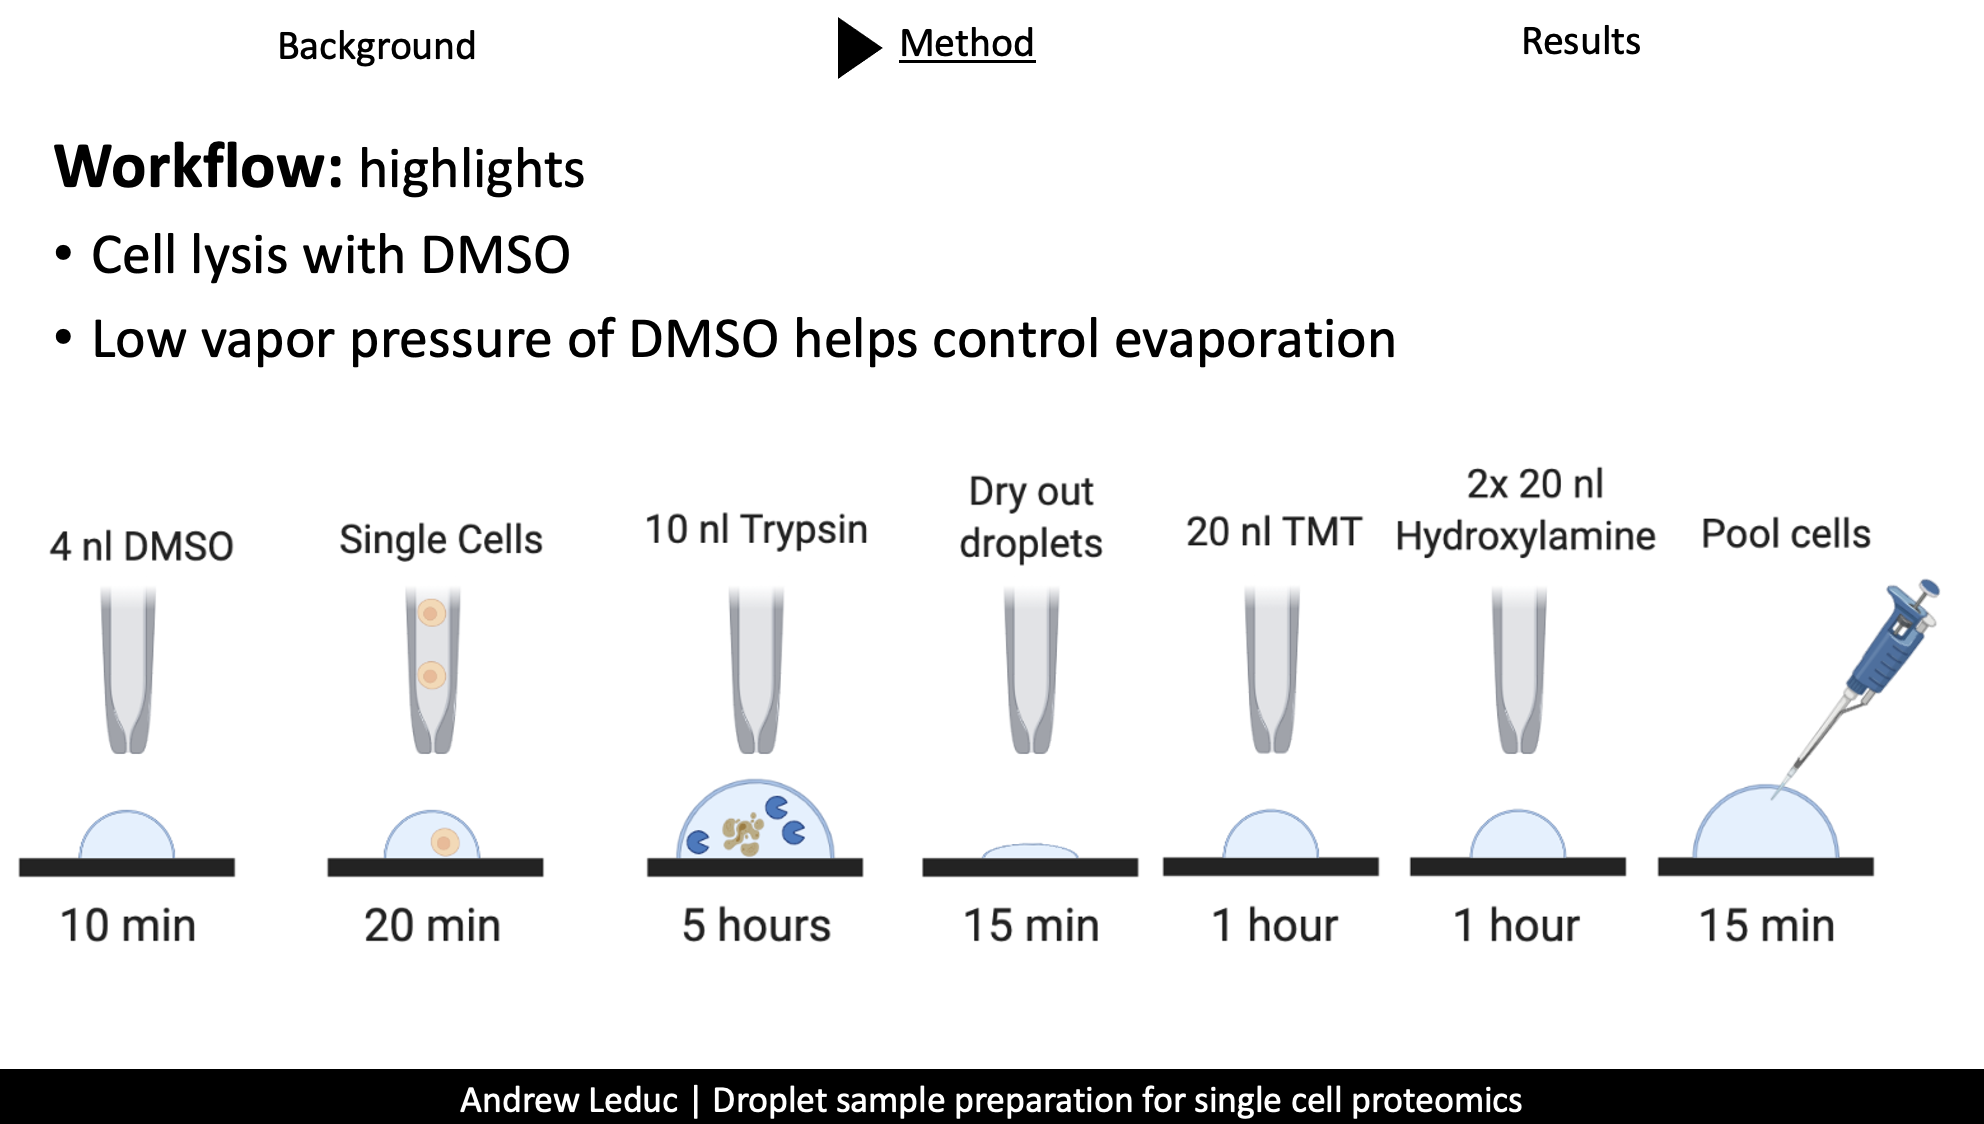 Background
Method
Results
Workflow: highlights
• Cell lysis with DMSO
• Low vapor pressure of DMSO helps control evaporation
4 nl DMSO
Single Cells
10 nl Trypsin
Dry out
droplets
20 nl TMT
2x 20 nl
Hydroxylamine
Pool cells
10 min
20 min
5 hours
15 min
1 hour
1 hour
15 min
Andrew Leduc | Droplet sample preparation for single cell proteomics